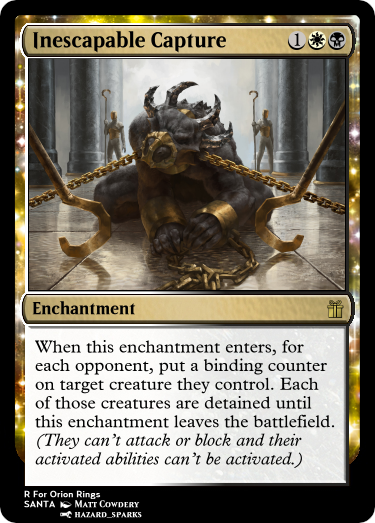 Inescapable Capture 1
Enchantment
When this enchantment enters, for
each opponent, put a binding counter
on target creature they control. Each
of those creatures are detained until
this enchantment leaves the battlefield.
(They can't attack or block and their
activated abilities can't be activated.)
R For Orion Rings
SANTA Matt Cowdery
hazard_sparks